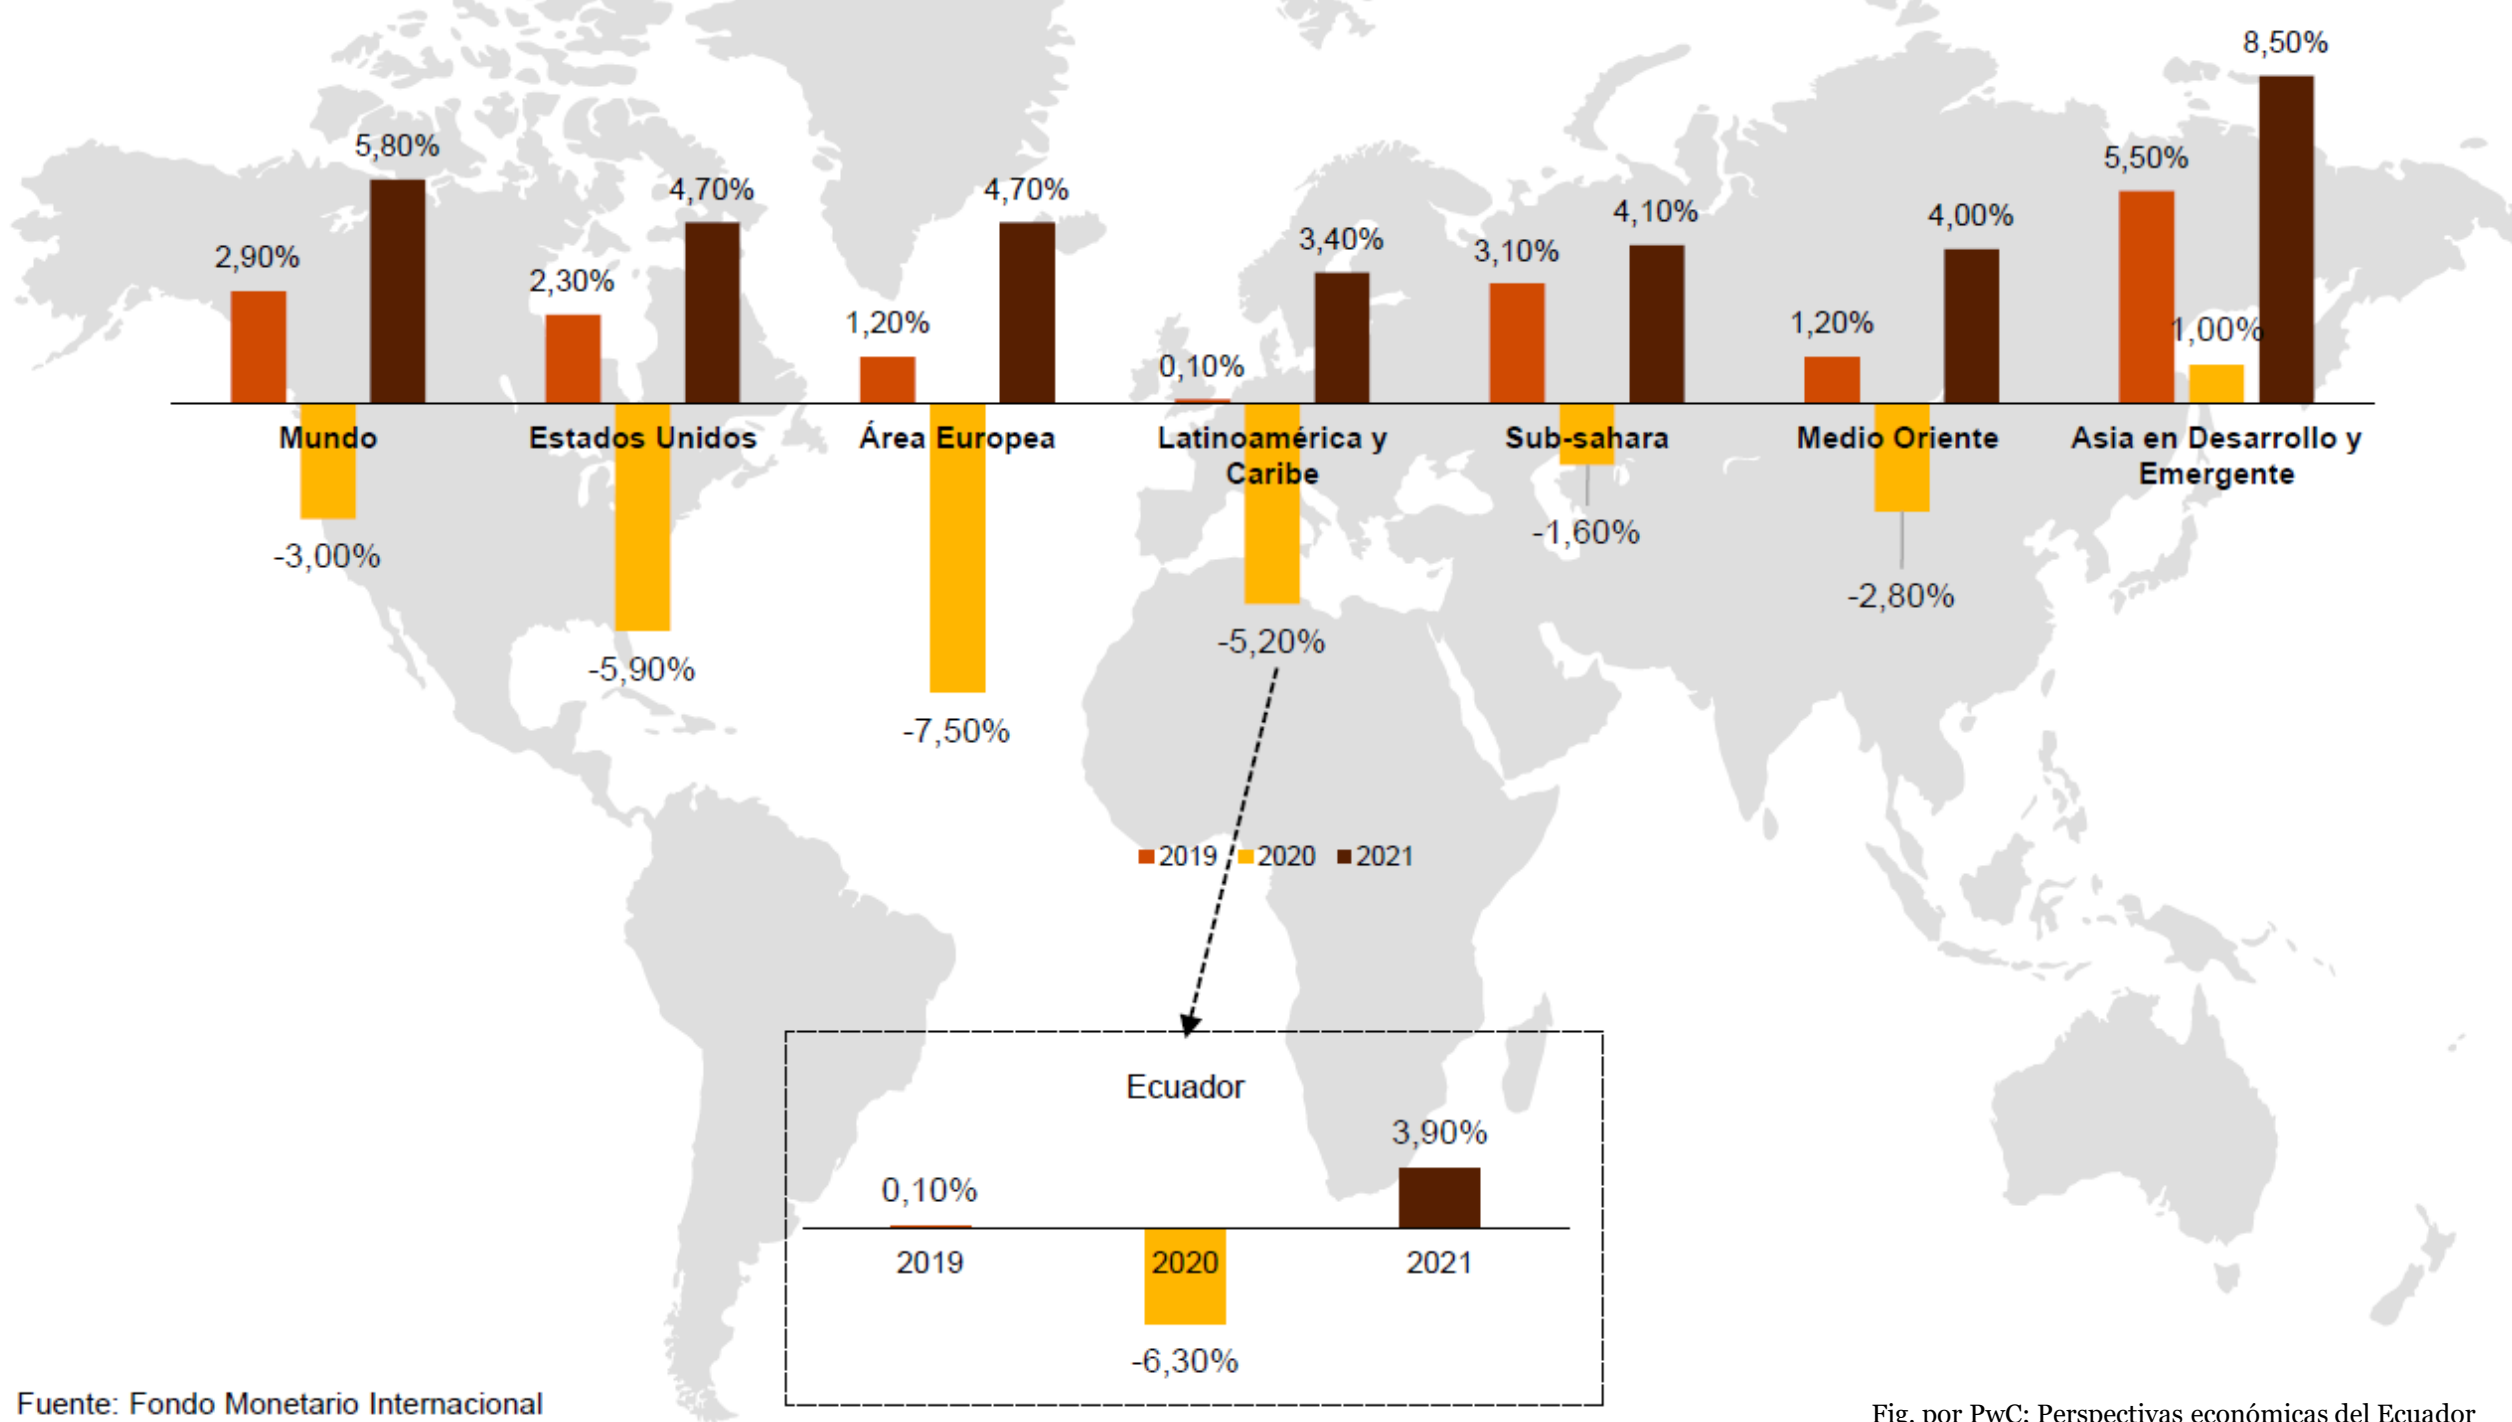 8,50%
5,80%
5,50%
4,70%
4,70%
4,10%
4,00%
3,40%
3,10%
2,90%
2,30%
1,20%
1,20%
1,00%
0,10%
Mundo
Estados Unidos
Área Europea
Latinoamérica y
Caribe
Sub-sahara
Medio Oriente
Asia en Desarrollo y
Emergente
-3,00%
-1,60%
-2,80%
-5,20%
-5,90%
-7,50%
2019 2020 2021
Ecuador
3,90%
0,10%
2019 2020 2021
-6,30%
Fuente: Fondo Monetario Internacional
Fig. por PwC: Perspectivas económicas del Ecuador